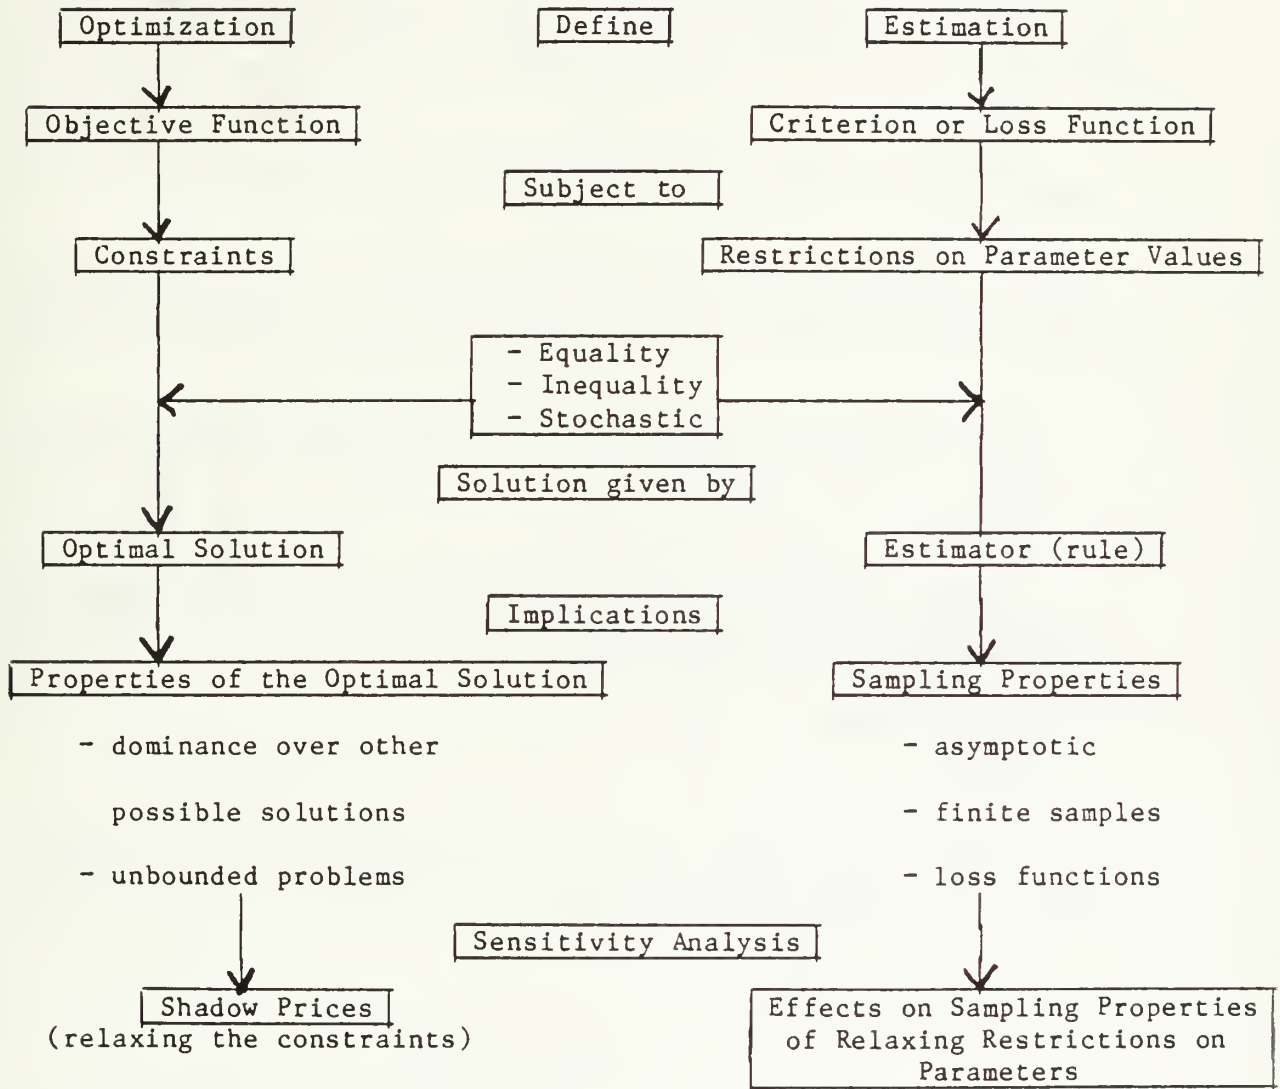 Optimization
Define
Estimation
Objective Function
Criterion or Loss Function
Subject to
Constraints
Restrictions on Parameter Values
- Equality
- Inequality
- Stochastic
Solution given by
Optimal Solution
Estimator (rule)
Implications
Properties of the Optimal Solution
Sampling Properties
- dominance over other
possible solutions
- unbounded problems
- asymptotic
- finite samples
- loss functions
Sensitivity Analysis
Shadow Prices
(relaxing the constraints)
Effects on Sampling Properties
of Relaxing Restrictions on
Parameters